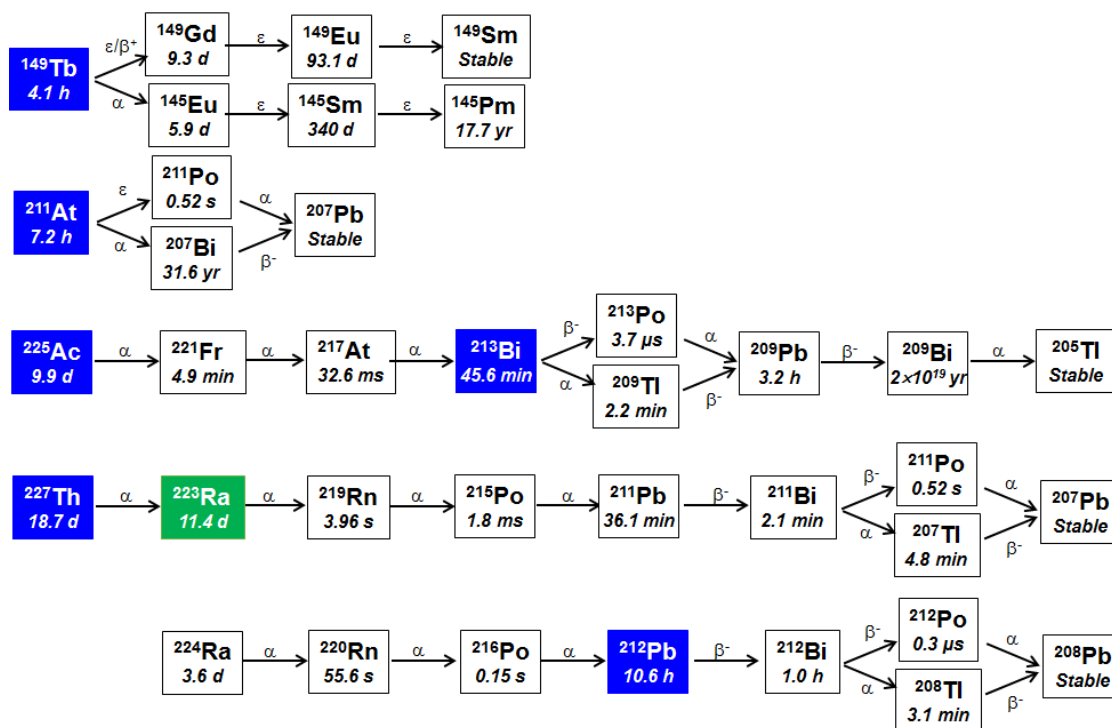 ε/β⁺
¹⁴⁹Gd
9.3 d
ε
¹⁴⁹Eu
93.1 d
ε
¹⁴⁹Sm
Stable
¹⁴⁹Tb
4.1 h
α
¹⁴⁵Eu
5.9 d
ε
¹⁴⁵Sm
340 d
ε
¹⁴⁵Pm
17.7 yr
²¹¹At
7.2 h
ε
²¹¹Po
0.52 s
α
α
²⁰⁷Bi
31.6 yr
β⁻
²⁰⁷Pb
Stable
²²⁵Ac
9.9 d
α
²²¹Fr
4.9 min
α
²¹⁷At
32.6 ms
α
²¹³Bi
45.6 min
β⁻
²¹³Po
3.7 µs
α
α
²⁰⁹Tl
2.2 min
β⁻
²⁰⁹Pb
3.2 h
β⁻
²⁰⁹Bi
2×10¹⁹ yr
α
²⁰⁵Tl
Stable
²²⁷Th
18.7 d
α
²²³Ra
11.4 d
α
²¹⁹Rn
3.96 s
α
²¹⁵Po
1.8 ms
α
²¹¹Pb
36.1 min
β⁻
²¹¹Bi
2.1 min
β⁻
²¹¹Po
0.52 s
α
α
²⁰⁷Tl
4.8 min
β⁻
²⁰⁷Pb
Stable
²²⁴Ra
3.6 d
α
²²⁰Rn
55.6 s
α
²¹⁶Po
0.15 s
α
²¹²Pb
10.6 h
β⁻
²¹²Bi
1.0 h
β⁻
²¹²Po
0.3 µs
α
α
²⁰⁸Tl
3.1 min
β⁻
²⁰⁸Pb
Stable